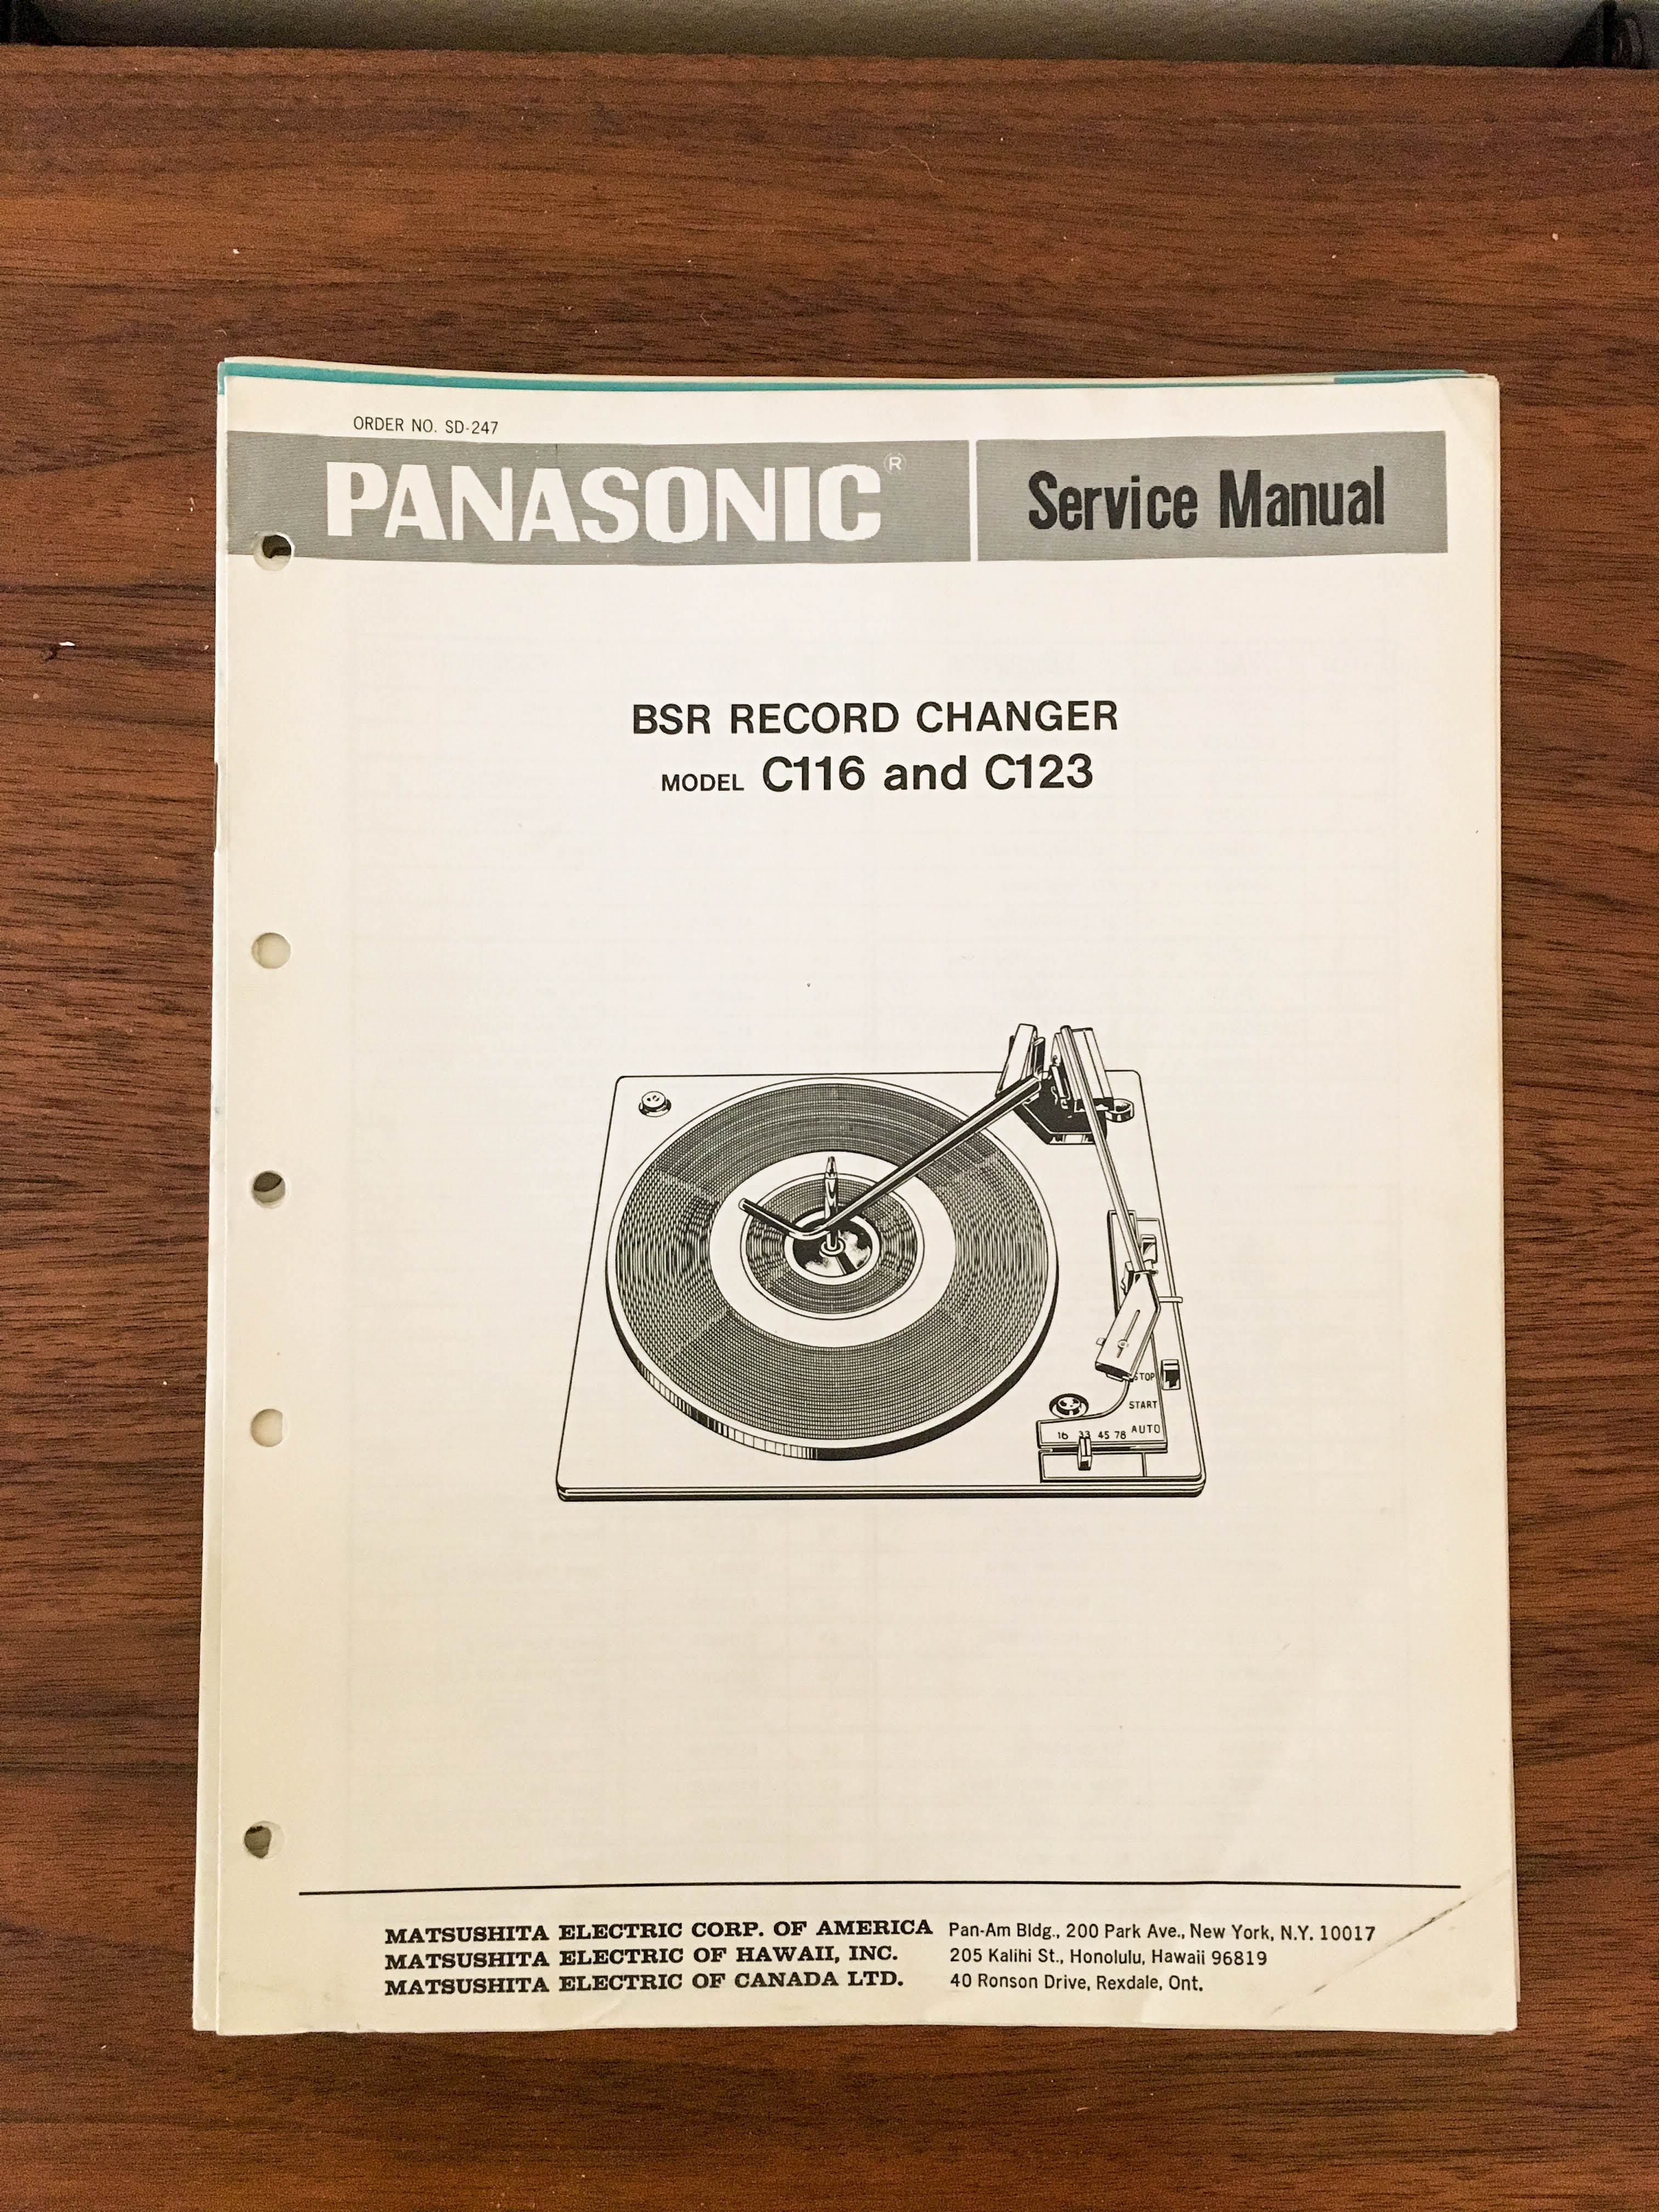 ORDER NO. SD-247
PANASONIC®
Service Manual
BSR RECORD CHANGER
MODEL C116 and C123
STOP
START
AUTO
16 33 45 78
MATSUSHITA ELECTRIC CORP. OF AMERICA Pan-Am Bldg., 200 Park Ave., New York, N.Y. 10017
MATSUSHITA ELECTRIC OF HAWAII, INC. 205 Kalihi St., Honolulu, Hawaii 96819
MATSUSHITA ELECTRIC OF CANADA LTD. 40 Ronson Drive, Rexdale, Ont.